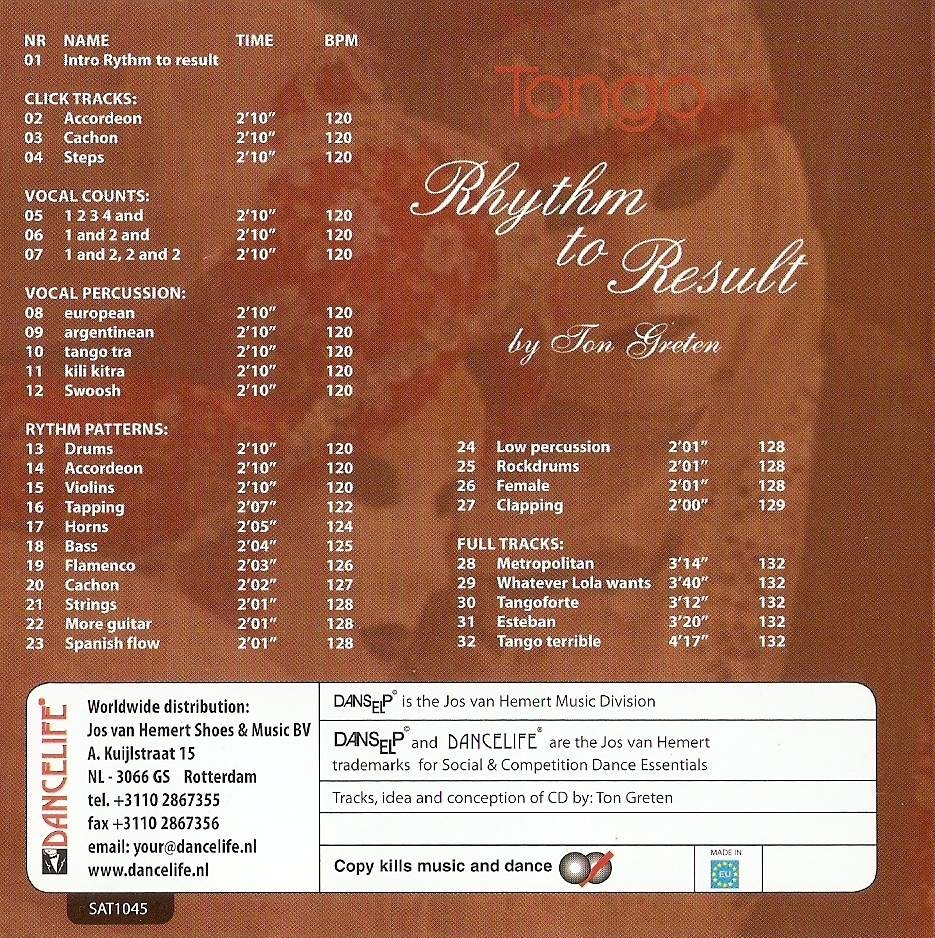 NR NAME TIME BPM
01 Intro Rythm to result
CLICK TRACKS:
02 Accordeon 2'10" 120
03 Cachon 2'10" 120
04 Steps 2'10" 120
VOCAL COUNTS:
05 1 2 3 4 and 2'10" 120
06 1 and 2 and 2'10" 120
07 1 and 2, 2 and 2 2'10" 120
VOCAL PERCUSSION:
08 european 2'10" 120
09 argentinean 2'10" 120
10 tango tra 2'10" 120
11 kili kitra 2'10" 120
12 Swoosh 2'10" 120
RYTHM PATTERNS:
13 Drums 2'10" 120
14 Accordeon 2'10" 120
15 Violins 2'10" 120
16 Tapping 2'07" 122
17 Horns 2'05" 124
18 Bass 2'04" 125
19 Flamenco 2'03" 126
20 Cachon 2'02" 127
21 Strings 2'01" 128
22 More guitar 2'01" 128
23 Spanish flow 2'01" 128
Tango
Rhythm
to
Result
by Ton Greten
24 Low percussion 2'01" 128
25 Rockdrums 2'01" 128
26 Female 2'01" 128
27 Clapping 2'00" 129
FULL TRACKS:
28 Metropolitan 3'14" 132
29 Whatever Lola wants 3'40" 132
30 Tangoforte 3'12" 132
31 Esteban 3'20" 132
32 Tango terrible 4'17" 132
DANCELIFE®
Worldwide distribution:
Jos van Hemert Shoes & Music BV
A. Kuijlstraat 15
NL - 3066 GS Rotterdam
tel. +3110 2867355
fax +3110 2867356
email: your@dancelife.nl
www.dancelife.nl
DANSELP© is the Jos van Hemert Music Division
DANSELP© and DANCELIFE® are the Jos van Hemert
trademarks for Social & Competition Dance Essentials
Tracks, idea and conception of CD by: Ton Greten
Copy kills music and dance
MADE IN
EU
SAT1045